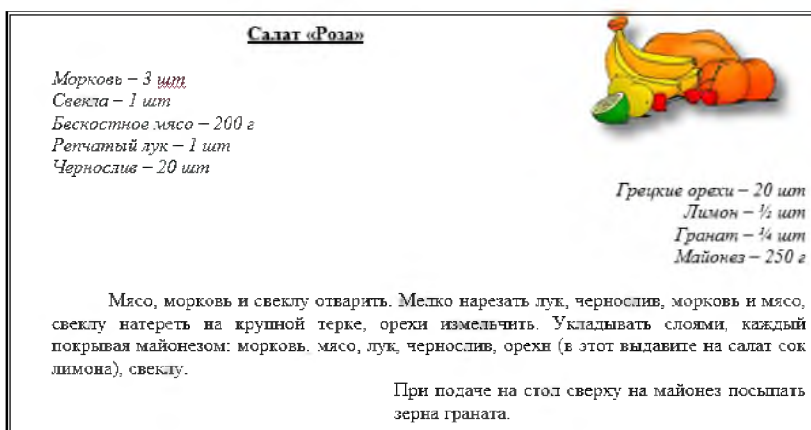 Салат «Роза»
Морковь – 3 шт
Свекла – 1 шт
Бескостное мясо – 200 г
Репчатый лук – 1 шт
Чернослив – 20 шт
Грецкие орехи – 20 шт
Лимон – ½ шт
Гранат – ¼ шт
Майонез – 250 г
Мясо, морковь и свеклу отварить. Мелко нарезать лук, чернослив, морковь и мясо,
свеклу натереть на крупной терке, орехи измельчить. Укладывать слоями, каждый
покрывая майонезом: морковь, мясо, лук, чернослив, орехи (в этот выдавите на салат сок
лимона), свеклу.
При подаче на стол сверху на майонез посыпать
зерна граната.